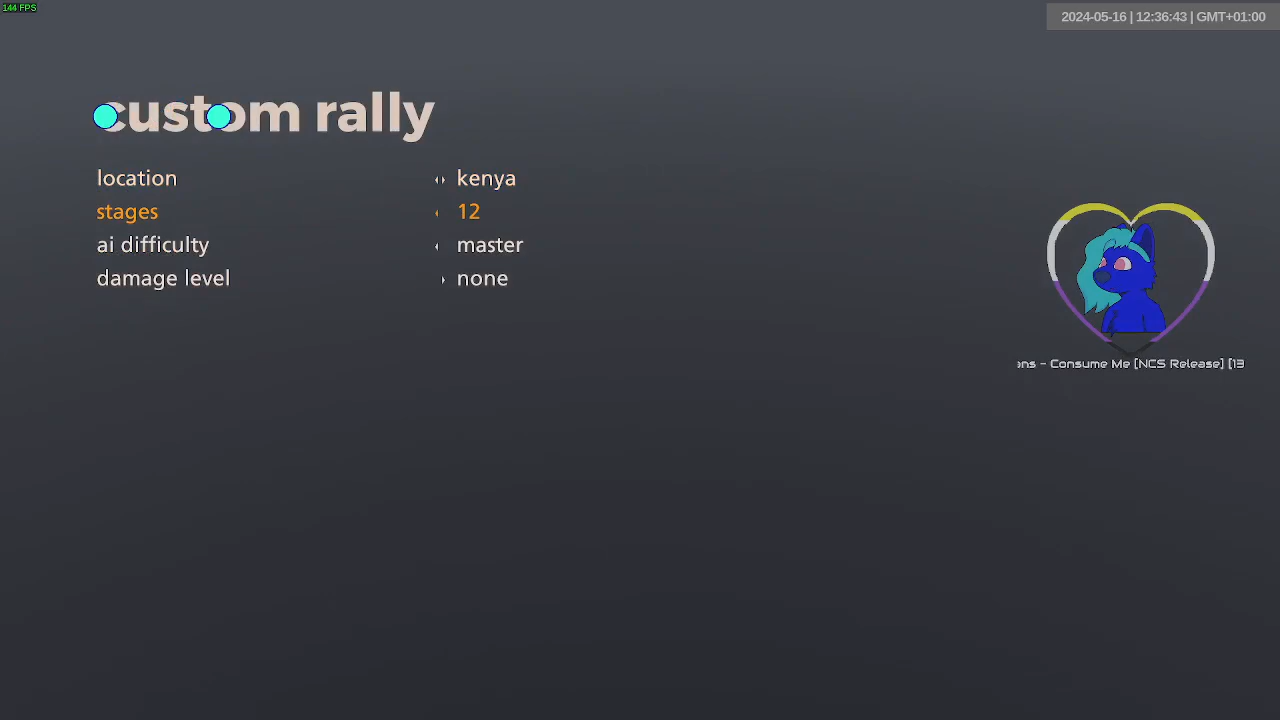 144 FPS
2024-05-16 | 12:36:43 | GMT+01:00
custom rally
location kenya
stages 12
ai difficulty master
damage level none
- Consume Me [NCS Release] [13